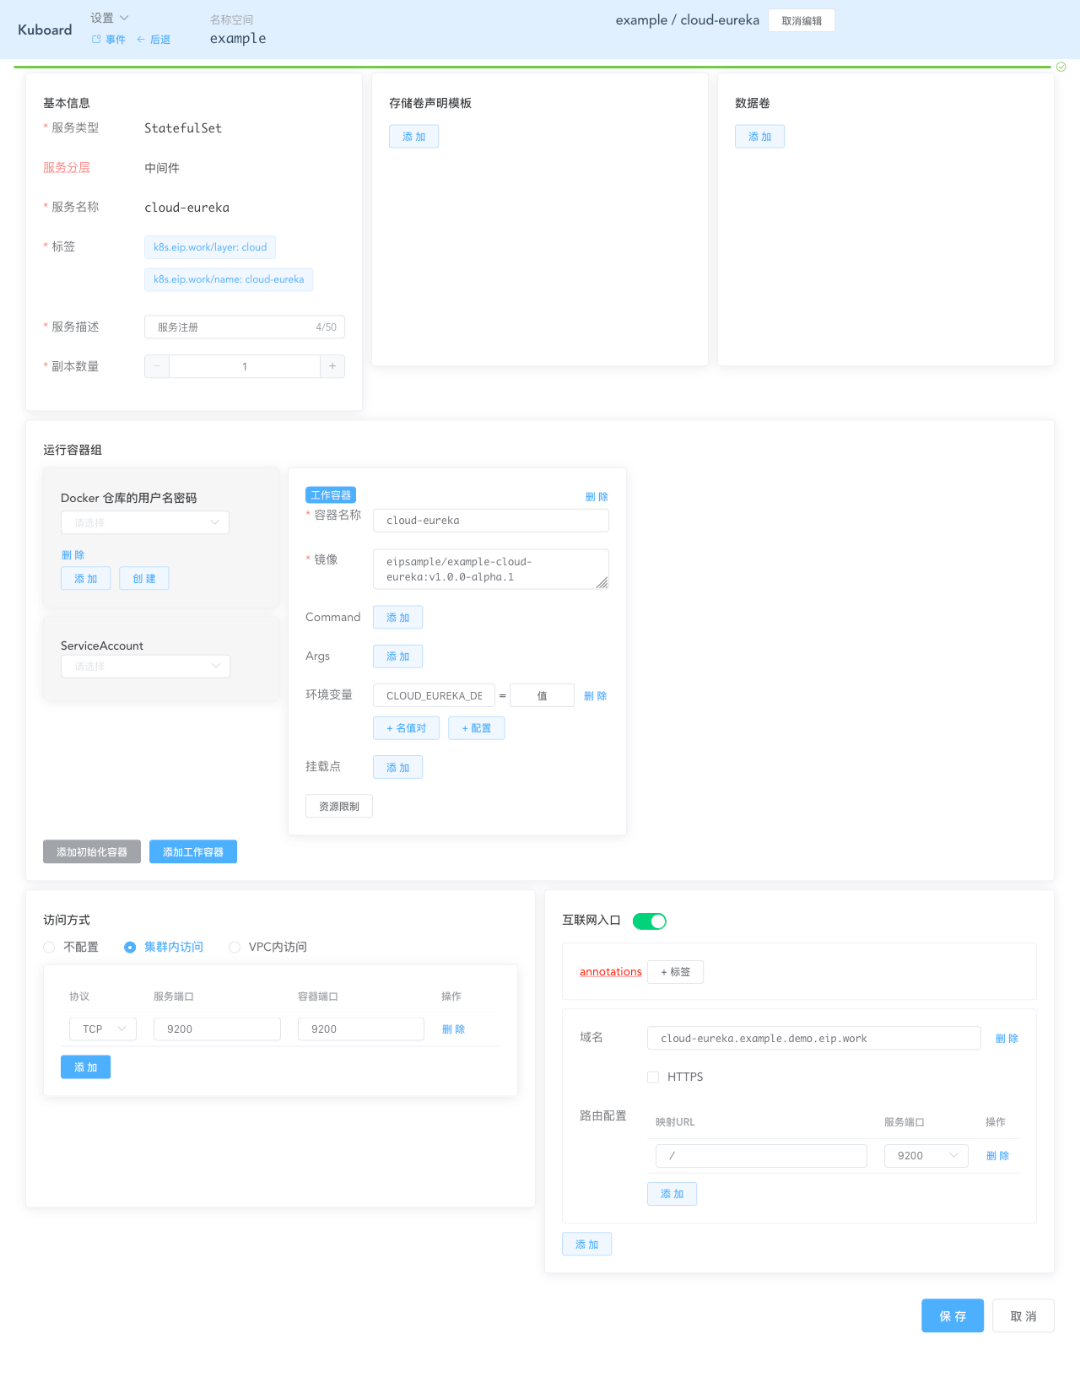 Kuboard
设置
事件
后退
名称空间
example
example / cloud-eureka
取消编辑
基本信息
* 服务类型
StatefulSet
服务分层
中间件
* 服务名称
cloud-eureka
* 标签
k8s.eip.work/layer: cloud
k8s.eip.work/name: cloud-eureka
* 服务描述
服务注册
4/50
* 副本数量
− 1 +
存储卷声明模板
添 加
数据卷
添 加
运行容器组
Docker 仓库的用户名密码
请选择
删 除
添 加
创 建
ServiceAccount
请选择
工作容器
删 除
* 容器名称
cloud-eureka
* 镜像
eipsample/example-cloud-
eureka:v1.0.0-alpha.1
Command
添 加
Args
添 加
环境变量
CLOUD_EUREKA_DE = 值
删 除
+ 名值对
+ 配置
挂载点
添 加
资源限制
添加初始化容器
添加工作容器
访问方式
不配置
集群内访问
VPC内访问
协议 服务端口 容器端口 操作
TCP 9200 9200 删 除
添 加
互联网入口
annotations
+ 标签
域名
cloud-eureka.example.demo.eip.work
删 除
HTTPS
路由配置
映射URL 服务端口 操作
/ 9200 删 除
添 加
添 加
保 存
取 消